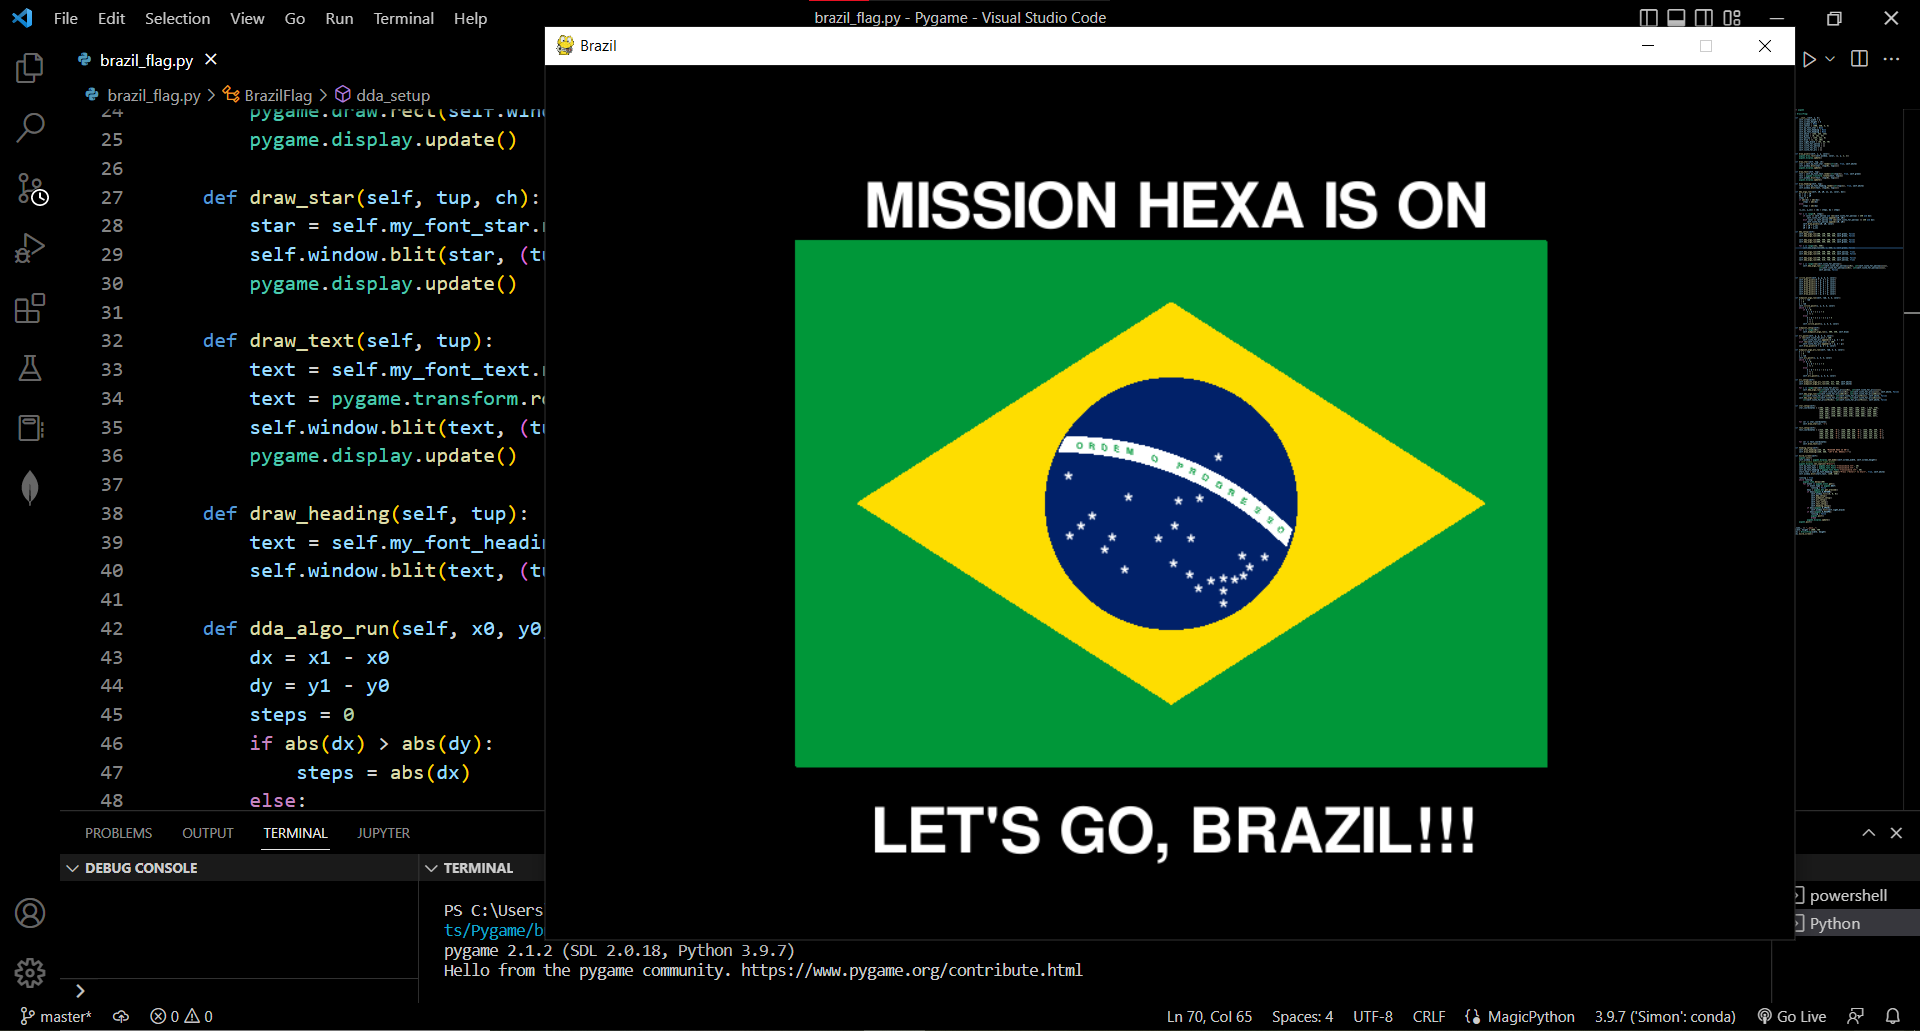 File Edit Selection View Go Run Terminal Help
brazil_flag.py - Pygame - Visual Studio Code
brazil_flag.py
brazil_flag.py > BrazilFlag > dda_setup
24 pygame.draw.rect(self.win
25 pygame.display.update()
26
27 def draw_star(self, tup, ch):
28 star = self.my_font_star.
29 self.window.blit(star, (tu
30 pygame.display.update()
31
32 def draw_text(self, tup):
33 text = self.my_font_text.
34 text = pygame.transform.ro
35 self.window.blit(text, (tu
36 pygame.display.update()
37
38 def draw_heading(self, tup):
39 text = self.my_font_headin
40 self.window.blit(text, (tu
41
42 def dda_algo_run(self, x0, y0
43 dx = x1 - x0
44 dy = y1 - y0
45 steps = 0
46 if abs(dx) > abs(dy):
47 steps = abs(dx)
48 else:
Brazil
MISSION HEXA IS ON
ORDEM O PROGRESSO
LET'S GO, BRAZIL!!!
PROBLEMS OUTPUT TERMINAL JUPYTER
DEBUG CONSOLE
TERMINAL
PS C:\Users
ts/Pygame/b
pygame 2.1.2 (SDL 2.0.18, Python 3.9.7)
Hello from the pygame community. https://www.pygame.org/contribute.html
powershell
Python
master* 0 0
Ln 70, Col 65 Spaces: 4 UTF-8 CRLF MagicPython 3.9.7 ('Simon': conda) Go Live